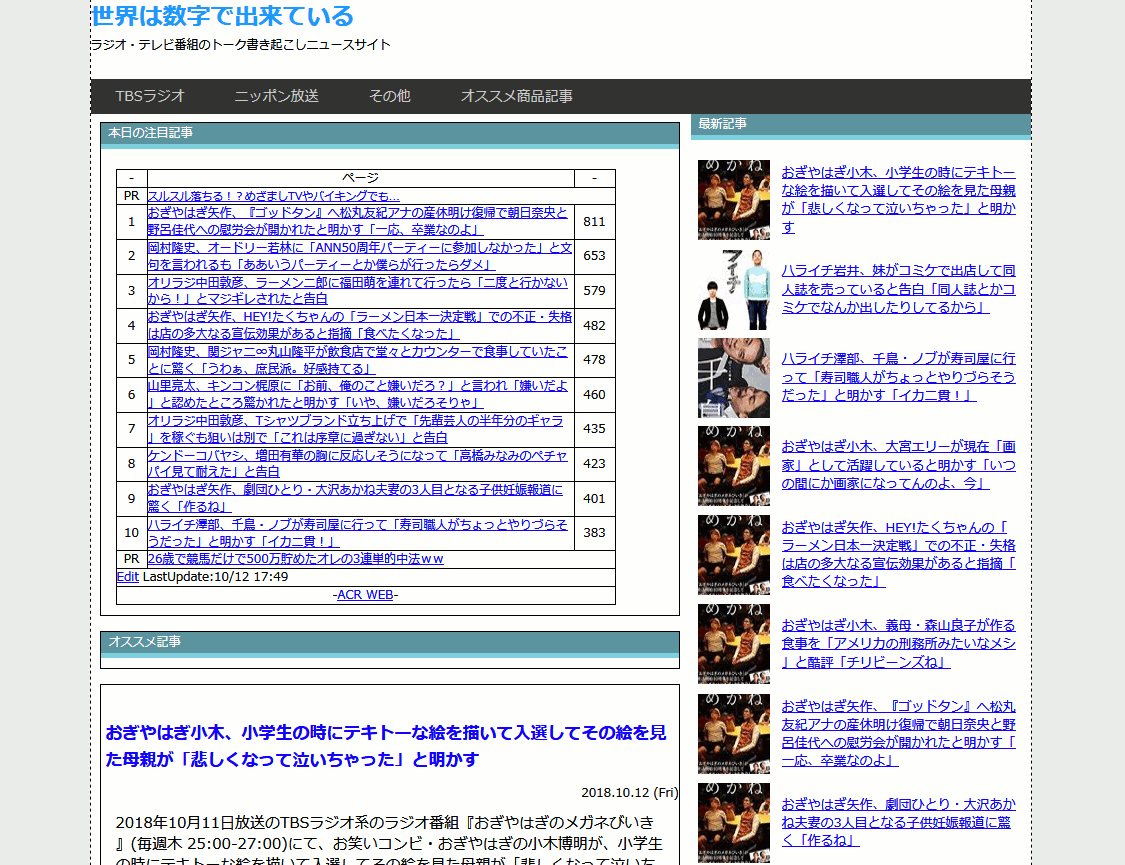 世界は数字で出来ている
ラジオ・テレビ番組のトーク書き起こしニュースサイト
TBSラジオ ニッポン放送 その他 オススメ商品記事
本日の注目記事
- ページ -
PR スルスル落ちる！？めざましTVやバイキングでも...
1 おぎやはぎ矢作、『ゴッドタン』へ松丸友紀アナの産休明け復帰で朝日奈央と
野呂佳代への慰労会が開かれたと明かす「一応、卒業なのよ」 811
2 岡村隆史、オードリー若林に「ANN50周年パーティーに参加しなかった」と文
句を言われるも「ああいうパーティーとか僕らが行ったらダメ」 653
3 オリラジ中田敦彦、ラーメン二郎に福田萌を連れて行ったら「二度と行かない
から！」とマジギレされたと告白 579
4 おぎやはぎ矢作、HEY!たくちゃんの「ラーメン日本一決定戦」での不正・失格
は店の多大なる宣伝効果があると指摘「食べたくなった」 482
5 岡村隆史、関ジャニ∞丸山隆平が飲食店で堂々とカウンターで食事していたこ
とに驚く「うわぁ、庶民派。好感持てる」 478
6 山里亮太、キンコン梶原に「お前、俺のこと嫌いだろ？」と言われ「嫌いだよ
」と認めたところ驚かれたと明かす「いや、嫌いだろそりゃ」 460
7 オリラジ中田敦彦、Tシャツブランド立ち上げで「先輩芸人の半年分のギャラ
」を稼ぐも狙いは別で「これは序章に過ぎない」と告白 435
8 ケンドーコバヤシ、増田有華の胸に反応しそうになって「高橋みなみのペチャ
パイ見て耐えた」と告白 423
9 おぎやはぎ矢作、劇団ひとり・大沢あかね夫妻の3人目となる子供妊娠報道に
驚く「作るね」 401
10 ハライチ澤部、千鳥・ノブが寿司屋に行って「寿司職人がちょっとやりづらそ
うだった」と明かす「イカ二貫！」 383
PR 26歳で競馬だけで500万貯めたオレの3連単的中法ｗｗ
Edit LastUpdate:10/12 17:49
-ACR WEB-
オススメ記事
おぎやはぎ小木、小学生の時にテキトーな絵を描いて入選してその絵を見
た母親が「悲しくなって泣いちゃった」と明かす
2018.10.12 (Fri)
2018年10月11日放送のTBSラジオ系のラジオ番組『おぎやはぎのメガネびいき
』(毎週木 25:00-27:00)にて、お笑いコンビ・おぎやはぎの小木博明が、小学生
の時にテキトーな絵を描いて入選してその絵を見た母親が「悲しくなって泣いち
最新記事
おぎやはぎ小木、小学生の時にテキトー
な絵を描いて入選してその絵を見た母親
が「悲しくなって泣いちゃった」と明か
す
ハライチ岩井、妹がコミケで出店して同
人誌を売っていると告白「同人誌とかコ
ミケでなんか出したりしてるから」
ハライチ澤部、千鳥・ノブが寿司屋に行
って「寿司職人がちょっとやりづらそう
だった」と明かす「イカ二貫！」
おぎやはぎ小木、大宮エリーが現在「画
家」として活躍していると明かす「いつ
の間にか画家になってんのよ、今」
おぎやはぎ矢作、HEY!たくちゃんの「
ラーメン日本一決定戦」での不正・失格
は店の多大なる宣伝効果があると指摘「
食べたくなった」
おぎやはぎ小木、義母・森山良子が作る
食事を「アメリカの刑務所みたいなメシ
」と酷評「チリビーンズね」
おぎやはぎ矢作、『ゴッドタン』へ松丸
友紀アナの産休明け復帰で朝日奈央と野
呂佳代への慰労会が開かれたと明かす「
一応、卒業なのよ」
おぎやはぎ矢作、劇団ひとり・大沢あか
ね夫妻の3人目となる子供妊娠報道に驚
く「作るね」